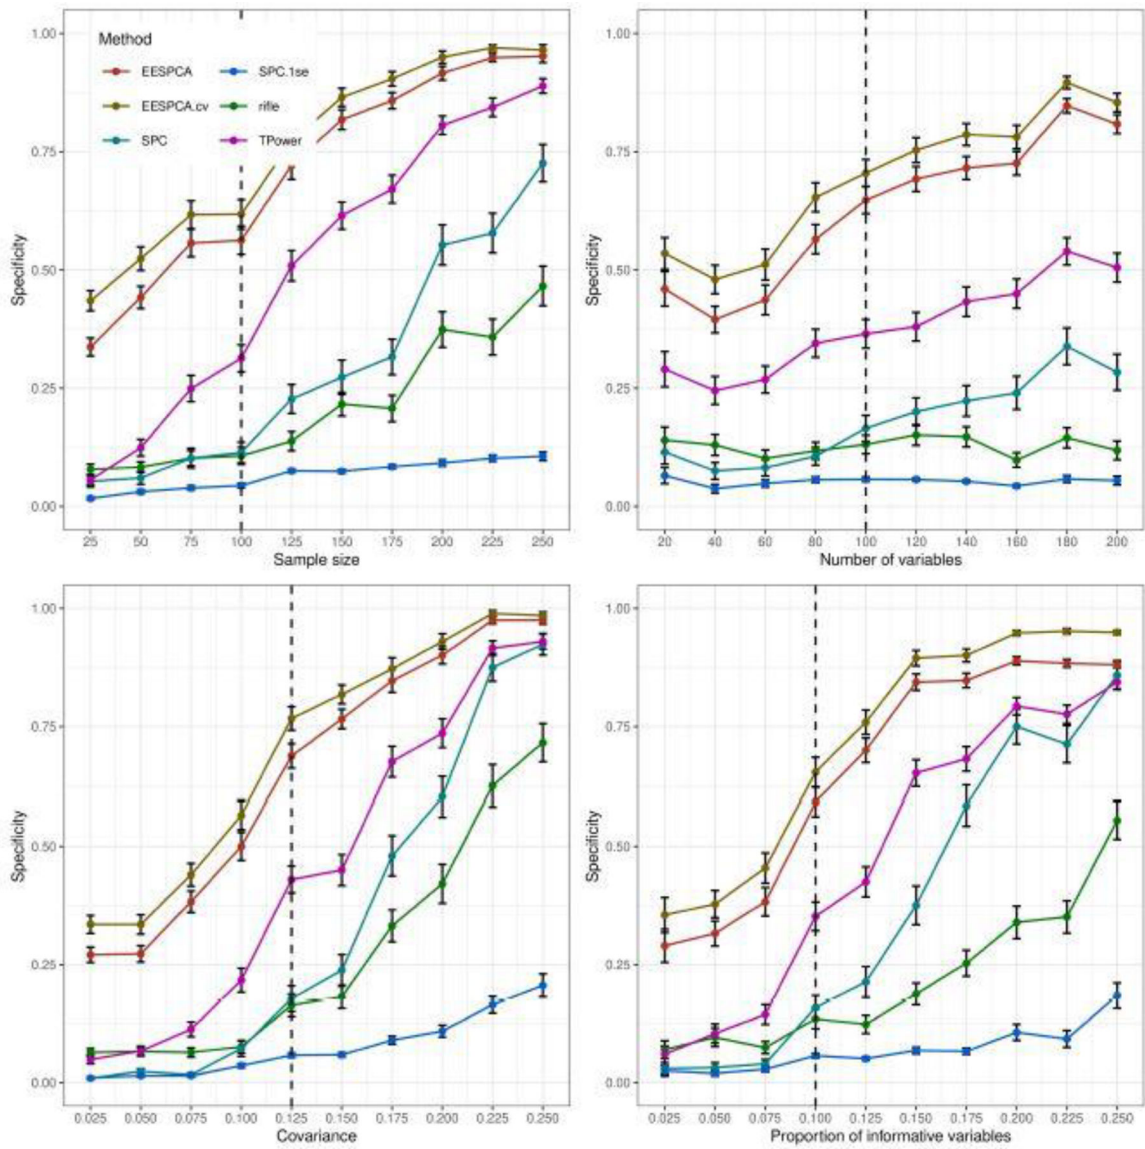 Method
EESPCA
SPC.1se
EESPCA.cv
rifle
SPC
TPower
1.00
0.75
0.50
0.25
0.00
Specificity
25 50 75 100 125 150 175 200 225 250
Sample size
1.00
0.75
0.50
0.25
0.00
Specificity
20 40 60 80 100 120 140 160 180 200
Number of variables
1.00
0.75
0.50
0.25
0.00
Specificity
0.025 0.050 0.075 0.100 0.125 0.150 0.175 0.200 0.225 0.250
Covariance
1.00
0.75
0.50
0.25
0.00
Specificity
0.025 0.050 0.075 0.100 0.125 0.150 0.175 0.200 0.225 0.250
Proportion of informative variables